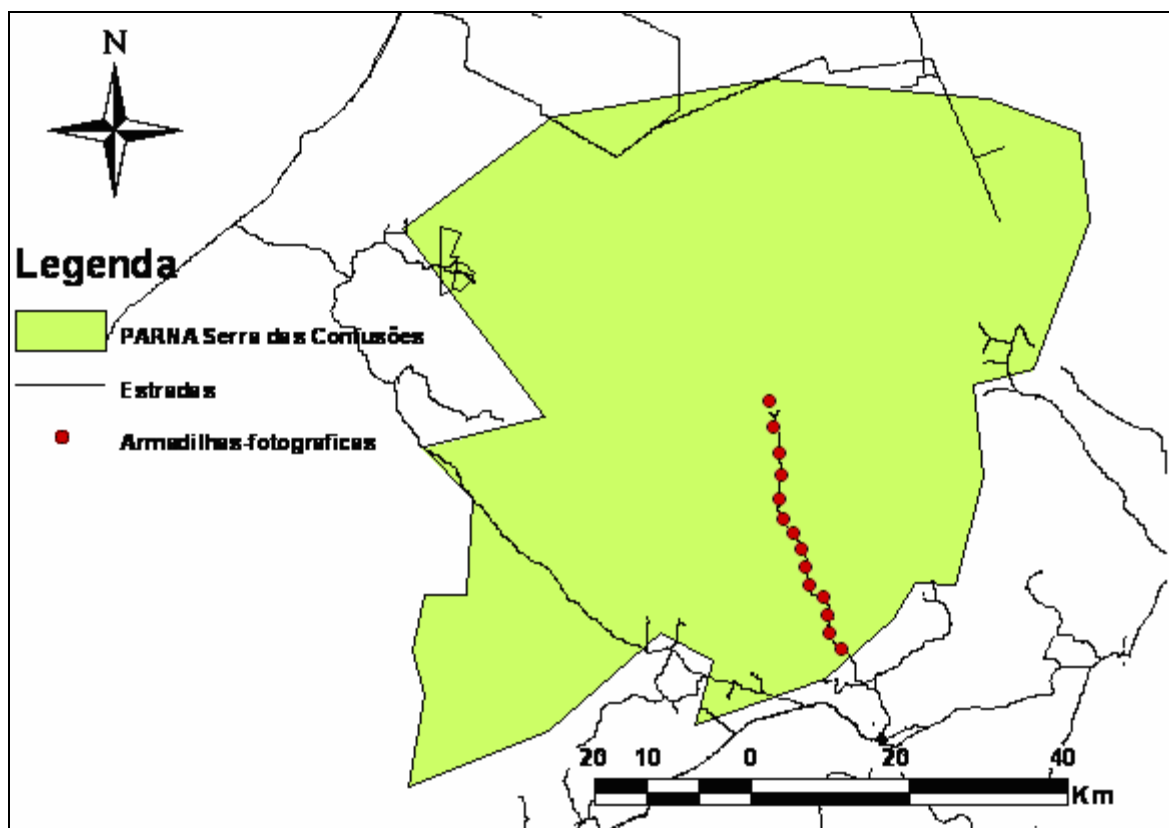 N
Legenda
PARNA Serra das Confusões
Estradas
Armadilhas-fotograficas
20 10 0 20 40
Km